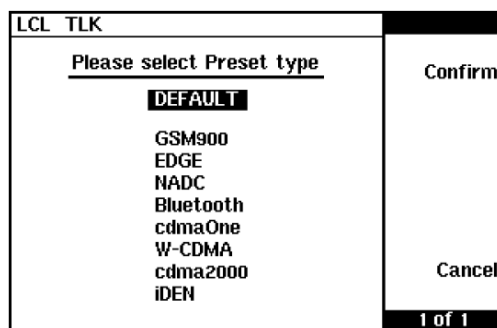 LCL TLK
Please select Preset type
Confirm
DEFAULT
GSM900
EDGE
NADC
Bluetooth
cdmaOne
W-CDMA
cdma2000
Cancel
iDEN
1 of 1